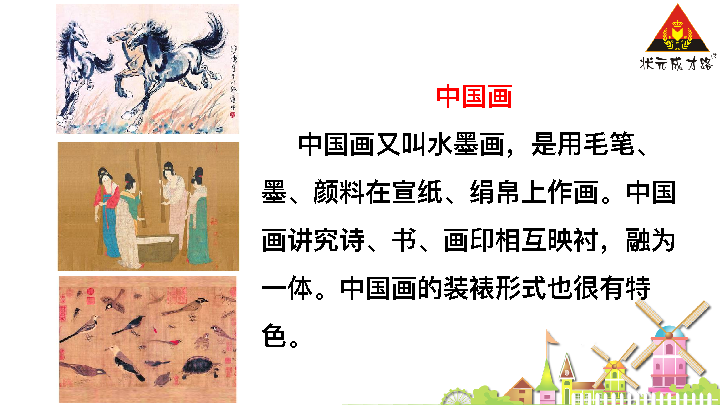 状元成才路
中国画
中国画又叫水墨画，是用毛笔、
墨、颜料在宣纸、绢帛上作画。中国
画讲究诗、书、画印相互映衬，融为
一体。中国画的装裱形式也很有特
色。